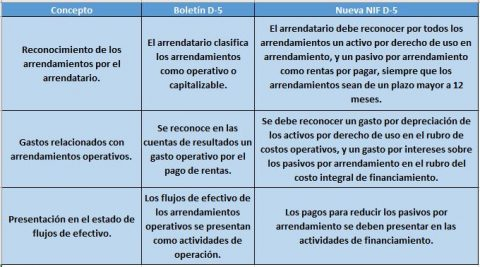 Concepto
Boletín D-5
Nueva NIF D-5
Reconocimiento de los
arrendamientos por el
arrendatario.
El arrendatario clasifica
los arrendamientos
como operativo o
capitalizable.
El arrendatario debe reconocer por todos los
arrendamientos un activo por derecho de uso en
arrendamiento, y un pasivo por arrendamiento
como rentas por pagar, siempre que los
arrendamientos sean de un plazo mayor a 12
meses.
Gastos relacionados con
arrendamientos operativos.
Se reconoce en las
cuentas de resultados un
gasto operativo por el
pago de rentas.
Se debe reconocer un gasto por depreciación de
los activos por derecho de uso en el rubro de
costos operativos, y un gasto por intereses sobre
los pasivos por arrendamiento en el rubro del
costo integral de financiamiento.
Presentación en el estado de
flujos de efectivo.
Los flujos de efectivo de
los arrendamientos
operativos se presentan
como actividades de
operación.
Los pagos para reducir los pasivos por
arrendamiento se deben presentar en las
actividades de financiamiento.